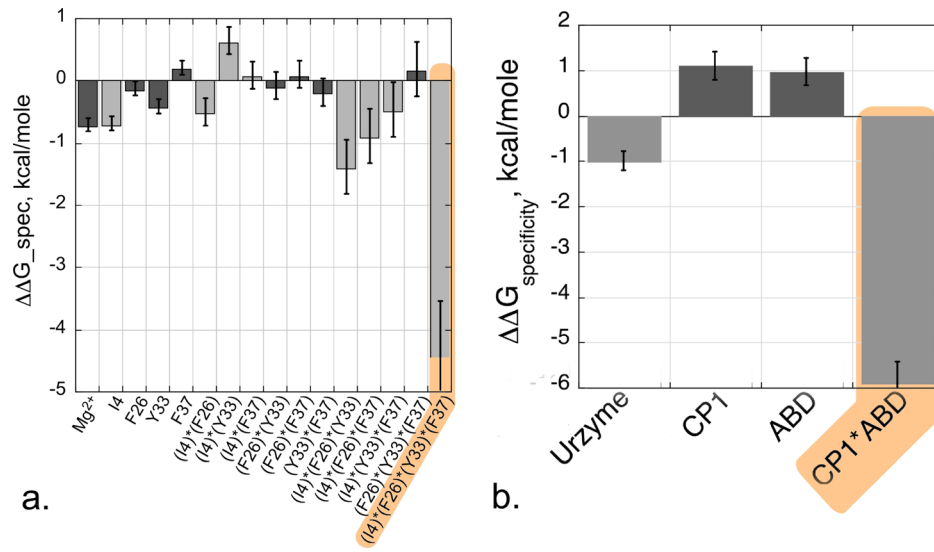 ΔΔG_spec, kcal/mole
1
0
-1
-2
-3
-4
-5
Mg2+
I4
F26
Y33
F37
(I4)*(F26)
(I4)*(Y33)
(I4)*(F37)
(F26)*(Y33)
(F26)*(F37)
(Y33)*(F37)
(I4)*(F26)*(Y33)
(I4)*(F26)*(F37)
(I4)*(Y33)*(F37)
(F26)*(Y33)*(F37)
(I4)*(F26)*(Y33)*(F37)
a.
ΔΔGspecificity, kcal/mole
2
1
0
-1
-2
-3
-4
-5
-6
Urzyme
CP1
ABD
CP1*ABD
b.